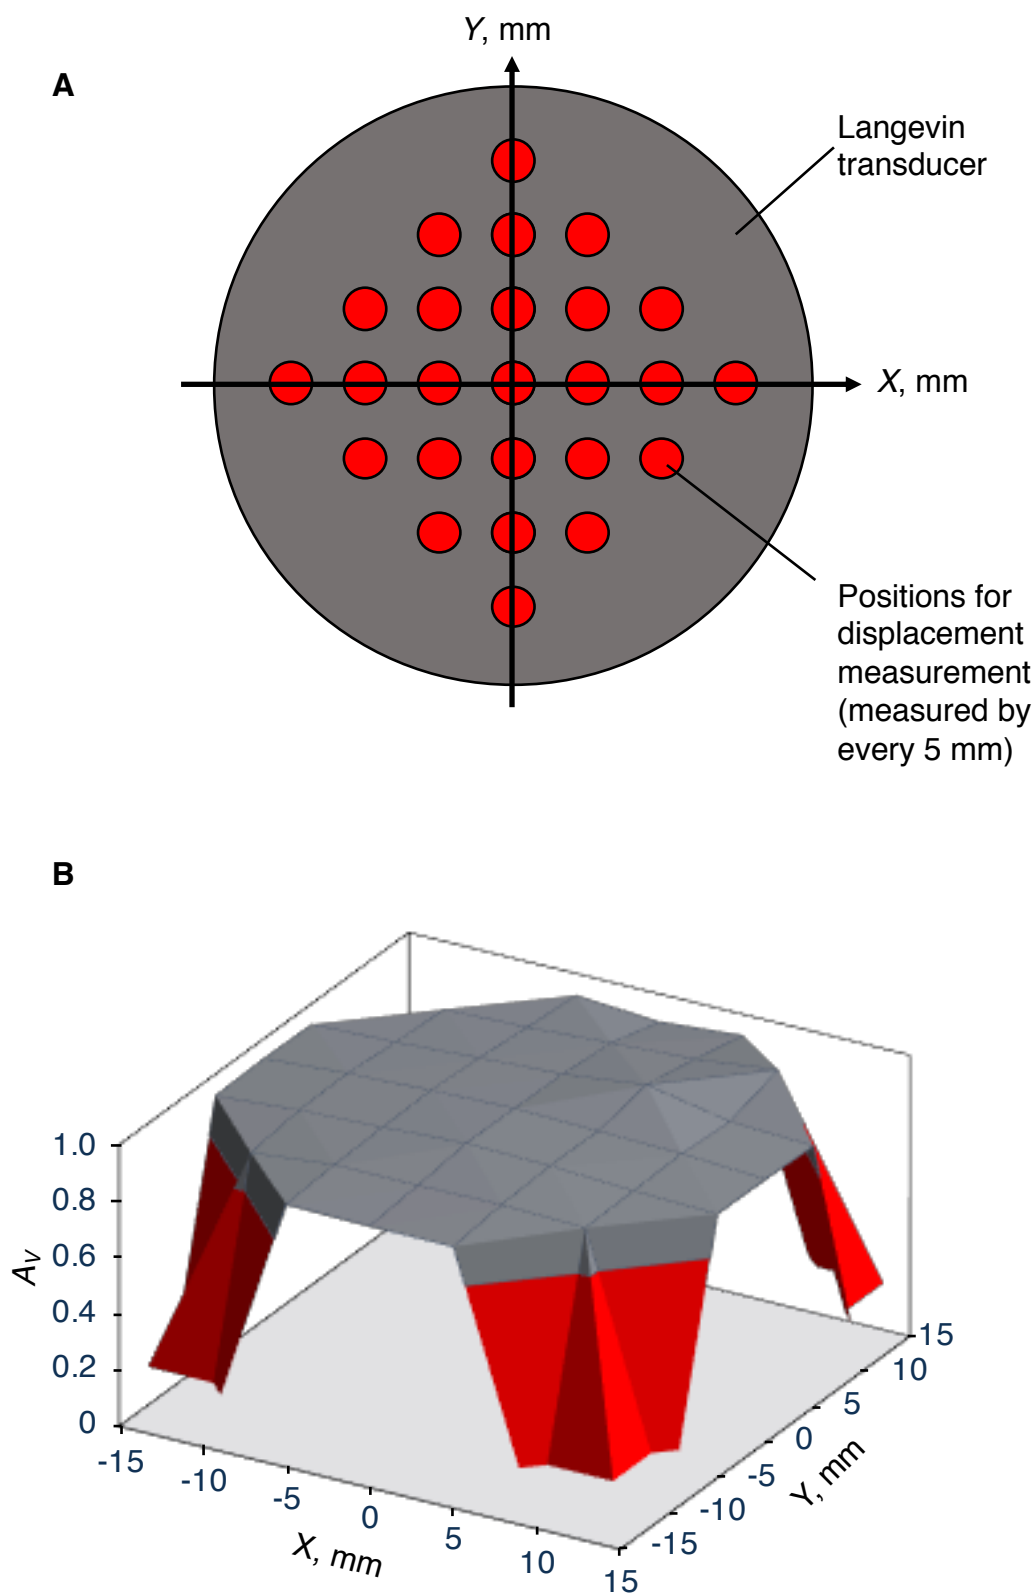 Y, mm
A
Langevin
transducer
X, mm
Positions for
displacement
measurement
(measured by
every 5 mm)
B
1.0
0.8
0.6
0.4
0.2
0
A_V
-15
-10
-5
0
5
10
15
X, mm
-15
-10
-5
0
5
10
15
Y, mm